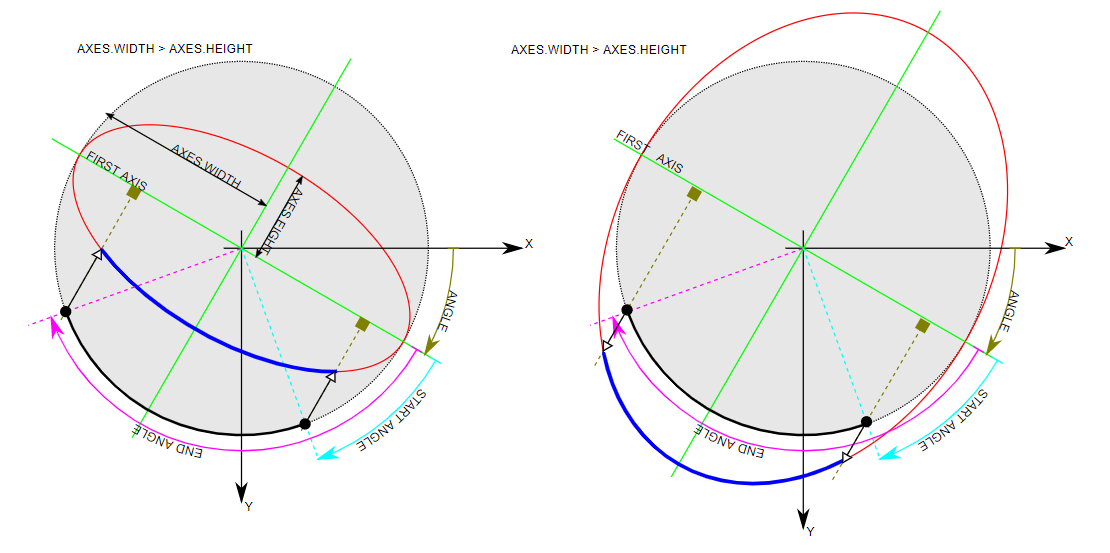 AXES.WIDTH > AXES.HEIGHT
FIRST AXIS
AXES.WIDTH
AXES.EIGHT
X
ANGLE
START ANGLE
END ANGLE
Y
AXES.WIDTH > AXES.HEIGHT
FIRST AXIS
X
ANGLE
START ANGLE
END ANGLE
Y